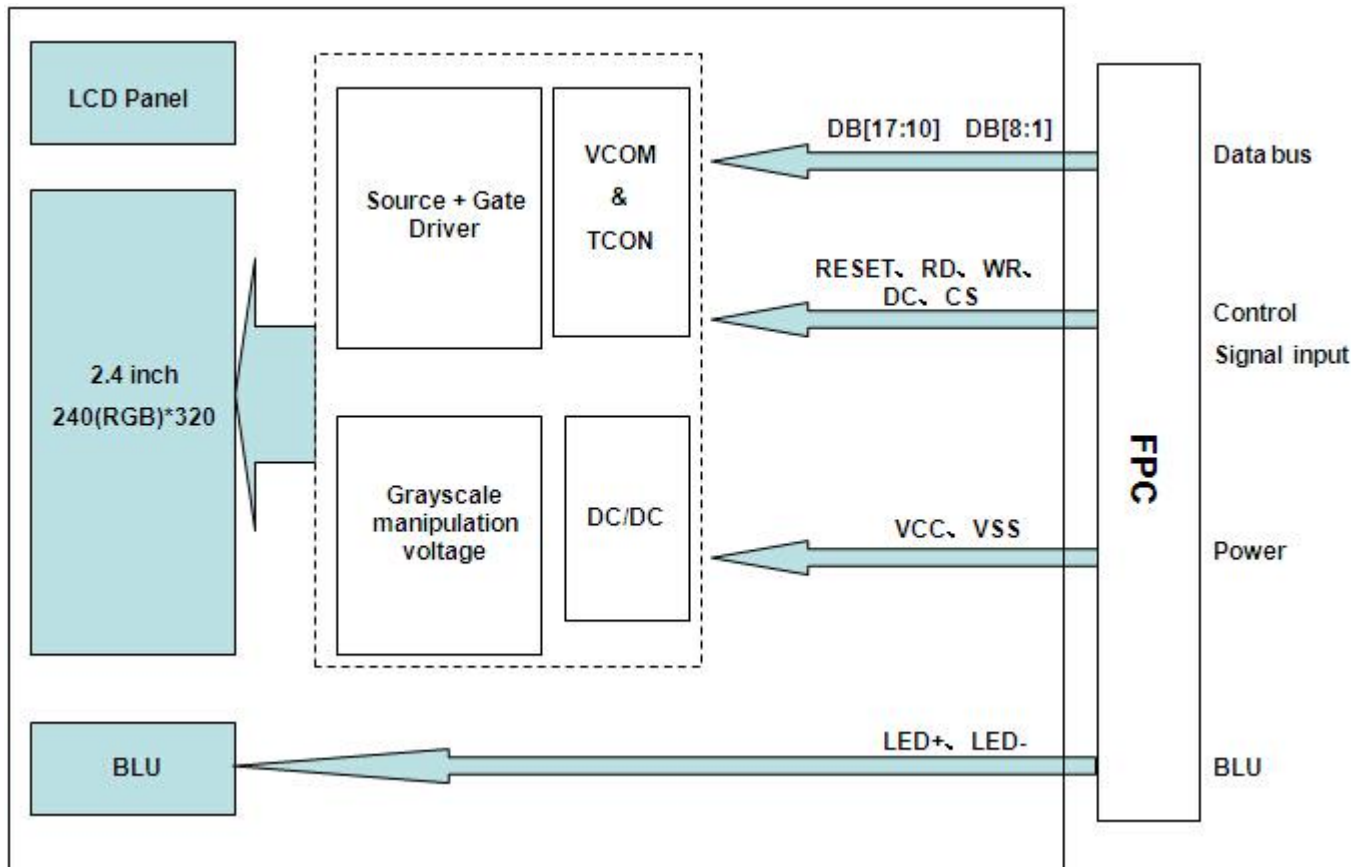 LCD Panel
2.4 inch
240(RGB)*320
BLU
Source + Gate
Driver
VCOM
&
TCON
Grayscale
manipulation
voltage
DC/DC
DB[17:10] DB[8:1]
RESET、RD、WR、
DC、CS
VCC、VSS
LED+、LED-
FPC
Data bus
Control
Signal input
Power
BLU